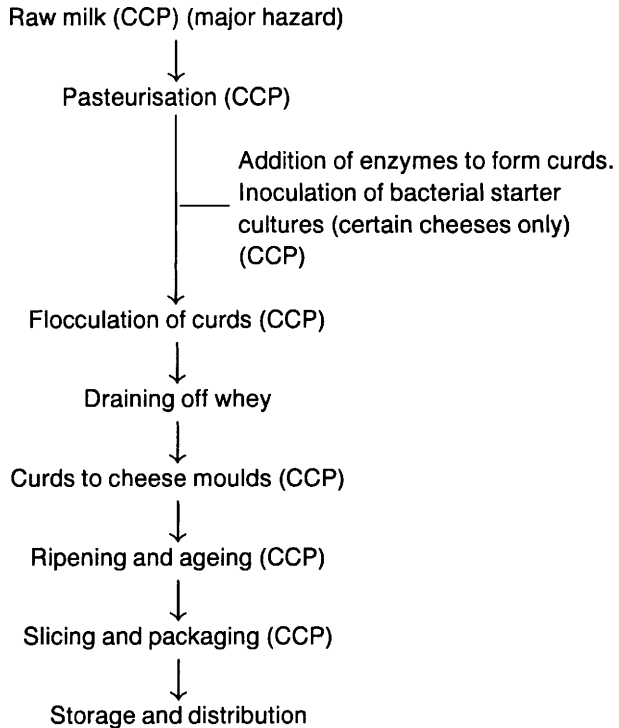 Raw milk (CCP) (major hazard)
Pasteurisation (CCP)
Addition of enzymes to form curds.
Inoculation of bacterial starter
cultures (certain cheeses only)
(CCP)
Flocculation of curds (CCP)
Draining off whey
Curds to cheese moulds (CCP)
Ripening and ageing (CCP)
Slicing and packaging (CCP)
Storage and distribution